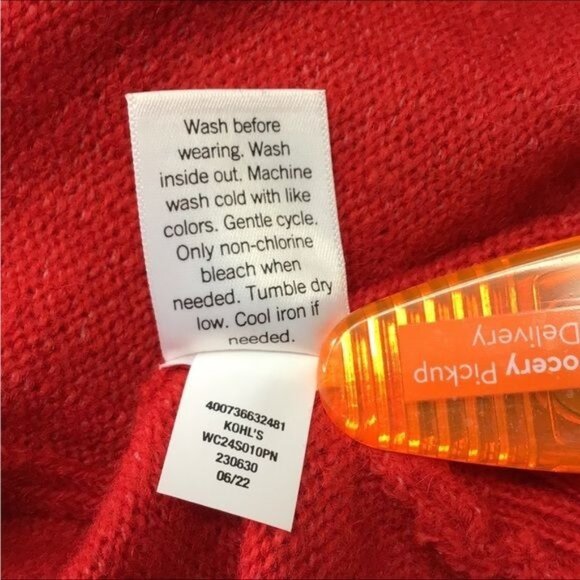 Wash before
wearing. Wash
inside out. Machine
wash cold with like
colors. Gentle cycle.
Only non-chlorine
bleach when
needed. Tumble dry
low. Cool iron if
needed.
400736632481
KOHL'S
WC24S010PN
230630
06/22
ocery Pickup
Delivery